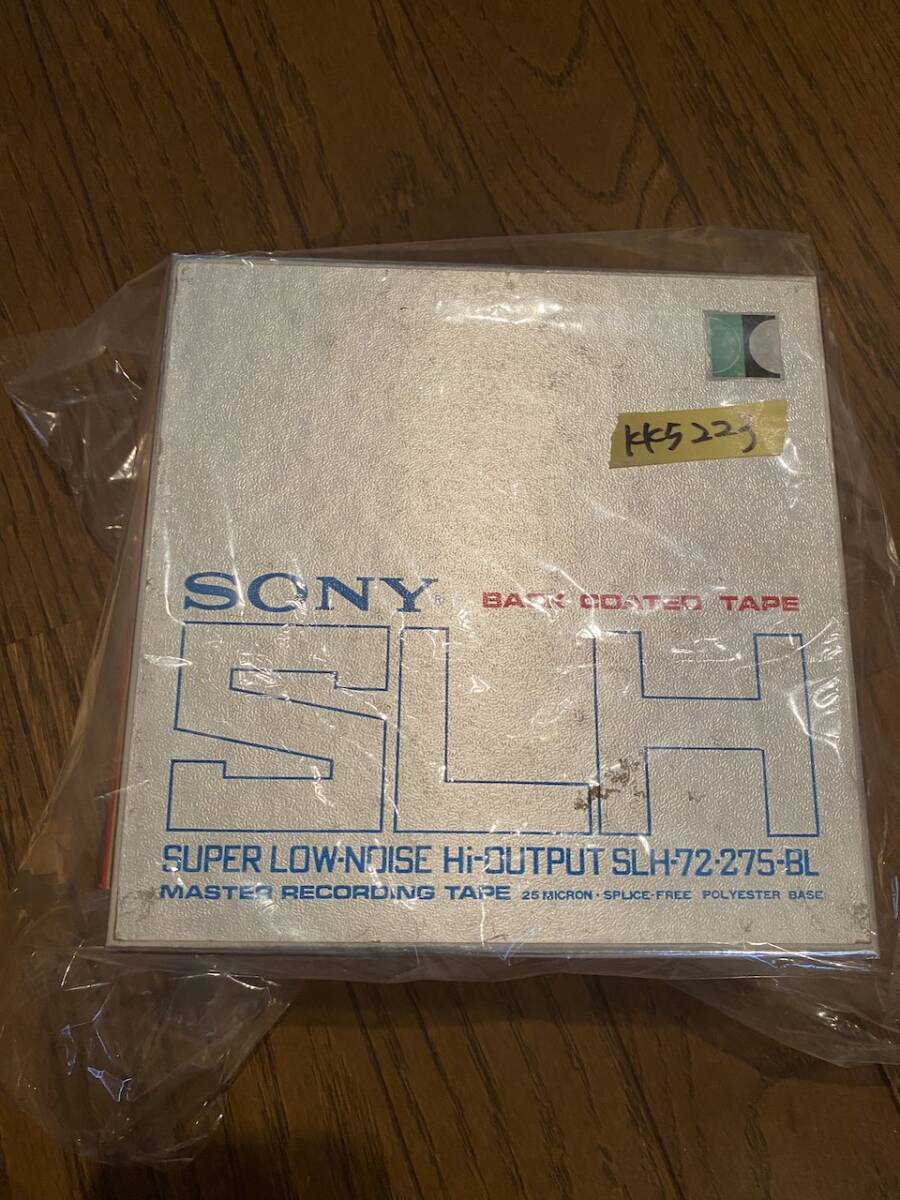 KK5223
SONY
BACK COATED TAPE
SLH
SUPER LOW-NOISE Hi-OUTPUT SLH-72-275-BL
MASTER RECORDING TAPE 25 MICRON · SPLICE-FREE POLYESTER BASE